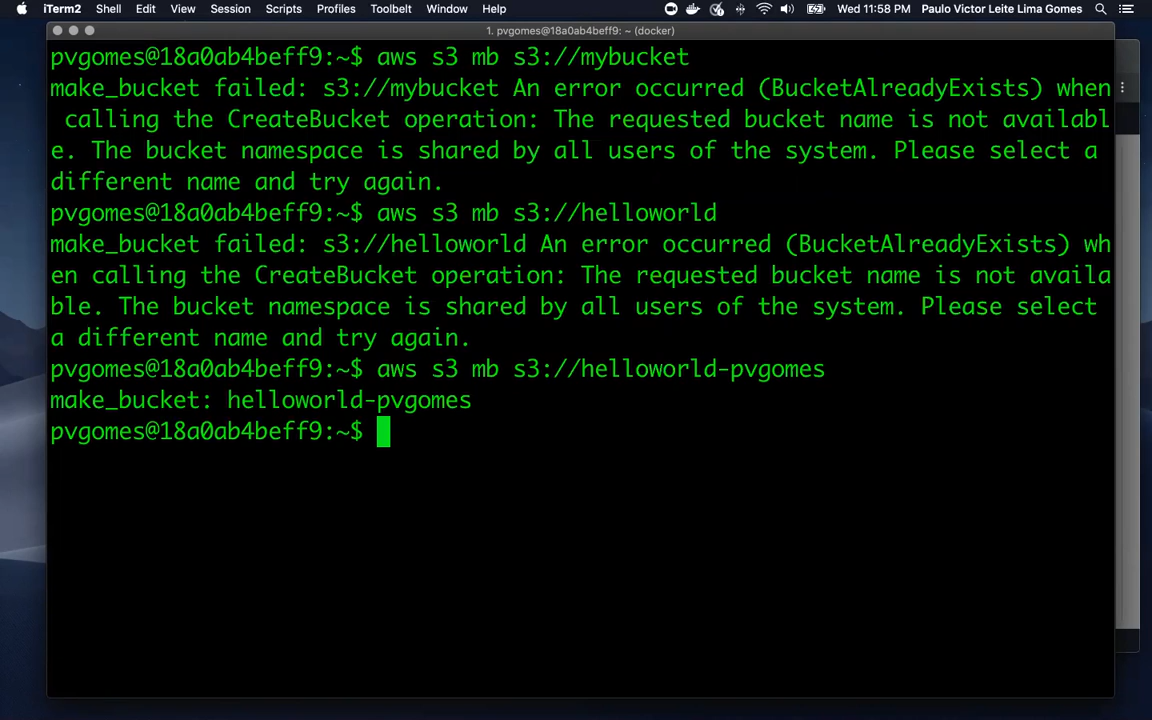 iTerm2 Shell Edit View Session Scripts Profiles Toolbelt Window Help Wed 11:58 PM Paulo Victor Leite Lima Gomes
1. pvgomes@18a0ab4beff9: ~ (docker)
pvgomes@18a0ab4beff9:~$ aws s3 mb s3://mybucket
make_bucket failed: s3://mybucket An error occurred (BucketAlreadyExists) when
 calling the CreateBucket operation: The requested bucket name is not availabl
e. The bucket namespace is shared by all users of the system. Please select a
different name and try again.
pvgomes@18a0ab4beff9:~$ aws s3 mb s3://helloworld
make_bucket failed: s3://helloworld An error occurred (BucketAlreadyExists) wh
en calling the CreateBucket operation: The requested bucket name is not availa
ble. The bucket namespace is shared by all users of the system. Please select
a different name and try again.
pvgomes@18a0ab4beff9:~$ aws s3 mb s3://helloworld-pvgomes
make_bucket: helloworld-pvgomes
pvgomes@18a0ab4beff9:~$